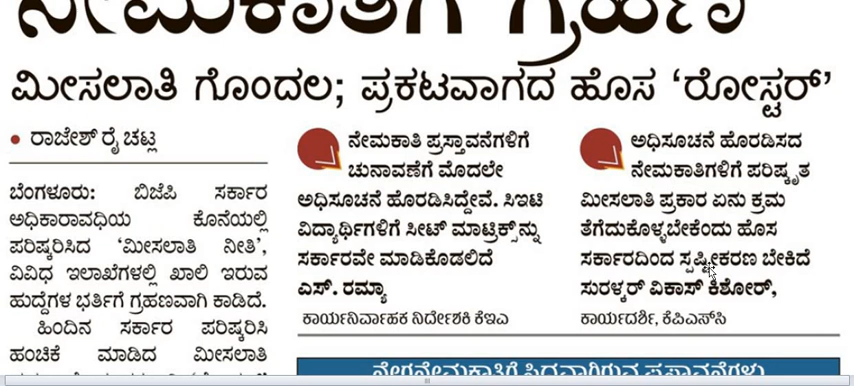 ನೇಮಕಾತಿಗೆ ಗ್ರಹಣ
ಮೀಸಲಾತಿ ಗೊಂದಲ; ಪ್ರಕಟವಾಗದ ಹೊಸ ‘ರೋಸ್ಟರ್’
• ರಾಜೇಶ್ ರೈ ಚಟ್ಲ
ಬೆಂಗಳೂರು: ಬಿಜೆಪಿ ಸರ್ಕಾರ
ಅಧಿಕಾರಾವಧಿಯ ಕೊನೆಯಲ್ಲಿ
ಪರಿಷ್ಕರಿಸಿದ ‘ಮೀಸಲಾತಿ ನೀತಿ’,
ವಿವಿಧ ಇಲಾಖೆಗಳಲ್ಲಿ ಖಾಲಿ ಇರುವ
ಹುದ್ದೆಗಳ ಭರ್ತಿಗೆ ಗ್ರಹಣವಾಗಿ ಕಾಡಿದೆ.
ಹಿಂದಿನ ಸರ್ಕಾರ ಪರಿಷ್ಕರಿಸಿ
ಹಂಚಿಕೆ ಮಾಡಿದ ಮೀಸಲಾತಿ
ನೇಮಕಾತಿ ಪ್ರಸ್ತಾವನೆಗಳಿಗೆ
ಚುನಾವಣೆಗೆ ಮೊದಲೇ
ಅಧಿಸೂಚನೆ ಹೊರಡಿಸಿದ್ದೇವೆ. ಸಿಇಟಿ
ವಿದ್ಯಾರ್ಥಿಗಳಿಗೆ ಸೀಟ್ ಮಾಟ್ರಿಕ್ಸ್‌ನ್ನು
ಸರ್ಕಾರವೇ ಮಾಡಿಕೊಡಲಿದೆ
ಎಸ್. ರಮ್ಯಾ
ಕಾರ್ಯನಿರ್ವಾಹಕ ನಿರ್ದೇಶಕಿ ಕೆಇಎ
ಅಧಿಸೂಚನೆ ಹೊರಡಿಸದ
ನೇಮಕಾತಿಗಳಿಗೆ ಪರಿಷ್ಕೃತ
ಮೀಸಲಾತಿ ಪ್ರಕಾರ ಏನು ಕ್ರಮ
ತೆಗೆದುಕೊಳ್ಳಬೇಕೆಂದು ಹೊಸ
ಸರ್ಕಾರದಿಂದ ಸ್ಪಷ್ಟೀಕರಣ ಬೇಕಿದೆ
ಸುರಳ್ಕರ್ ವಿಕಾಸ್ ಕಿಶೋರ್,
ಕಾರ್ಯದರ್ಶಿ, ಕೆಪಿಎಸ್‌ಸಿ